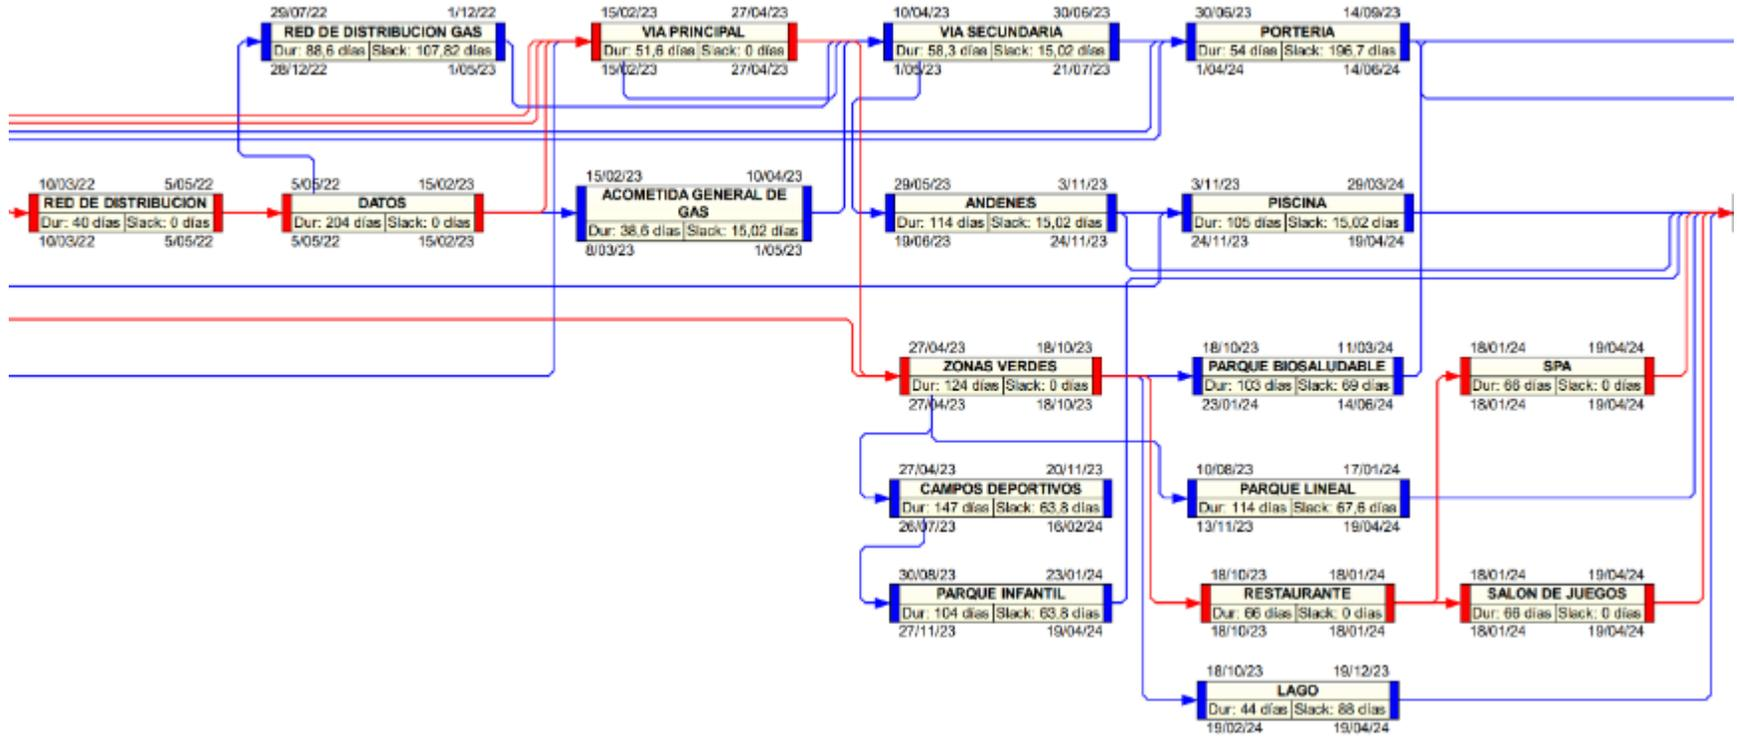 29/07/22 1/12/22
RED DE DISTRIBUCION GAS
Dur: 88,6 días Slack: 107,82 días
28/12/22 1/05/23
15/02/23 27/04/23
VIA PRINCIPAL
Dur: 51,6 días Slack: 0 días
15/02/23 27/04/23
10/04/23 30/06/23
VIA SECUNDARIA
Dur: 58,3 días Slack: 15,02 días
1/05/23 21/07/23
30/06/23 14/09/23
PORTERIA
Dur: 54 días Slack: 196,7 días
1/04/24 14/06/24
10/03/22 5/05/22
RED DE DISTRIBUCION
Dur: 40 días Slack: 0 días
10/03/22 5/05/22
5/05/22 15/02/23
DATOS
Dur: 204 días Slack: 0 días
5/05/22 15/02/23
15/02/23 10/04/23
ACOMETIDA GENERAL DE
GAS
Dur: 38,6 días Slack: 15,02 días
8/03/23 1/05/23
29/05/23 3/11/23
ANDENES
Dur: 114 días Slack: 15,02 días
19/06/23 24/11/23
3/11/23 29/03/24
PISCINA
Dur: 105 días Slack: 15,02 días
24/11/23 19/04/24
27/04/23 18/10/23
ZONAS VERDES
Dur: 124 días Slack: 0 días
27/04/23 18/10/23
18/10/23 11/03/24
PARQUE BIOSALUDABLE
Dur: 103 días Slack: 69 días
23/01/24 14/06/24
18/01/24 19/04/24
SPA
Dur: 66 días Slack: 0 días
18/01/24 19/04/24
27/04/23 20/11/23
CAMPOS DEPORTIVOS
Dur: 147 días Slack: 63,8 días
26/07/23 16/02/24
10/08/23 17/01/24
PARQUE LINEAL
Dur: 114 días Slack: 67,6 días
13/11/23 19/04/24
30/08/23 23/01/24
PARQUE INFANTIL
Dur: 104 días Slack: 63,8 días
27/11/23 19/04/24
18/10/23 18/01/24
RESTAURANTE
Dur: 66 días Slack: 0 días
18/10/23 18/01/24
18/01/24 19/04/24
SALON DE JUEGOS
Dur: 66 días Slack: 0 días
18/01/24 19/04/24
18/10/23 19/12/23
LAGO
Dur: 44 días Slack: 88 días
19/02/24 19/04/24